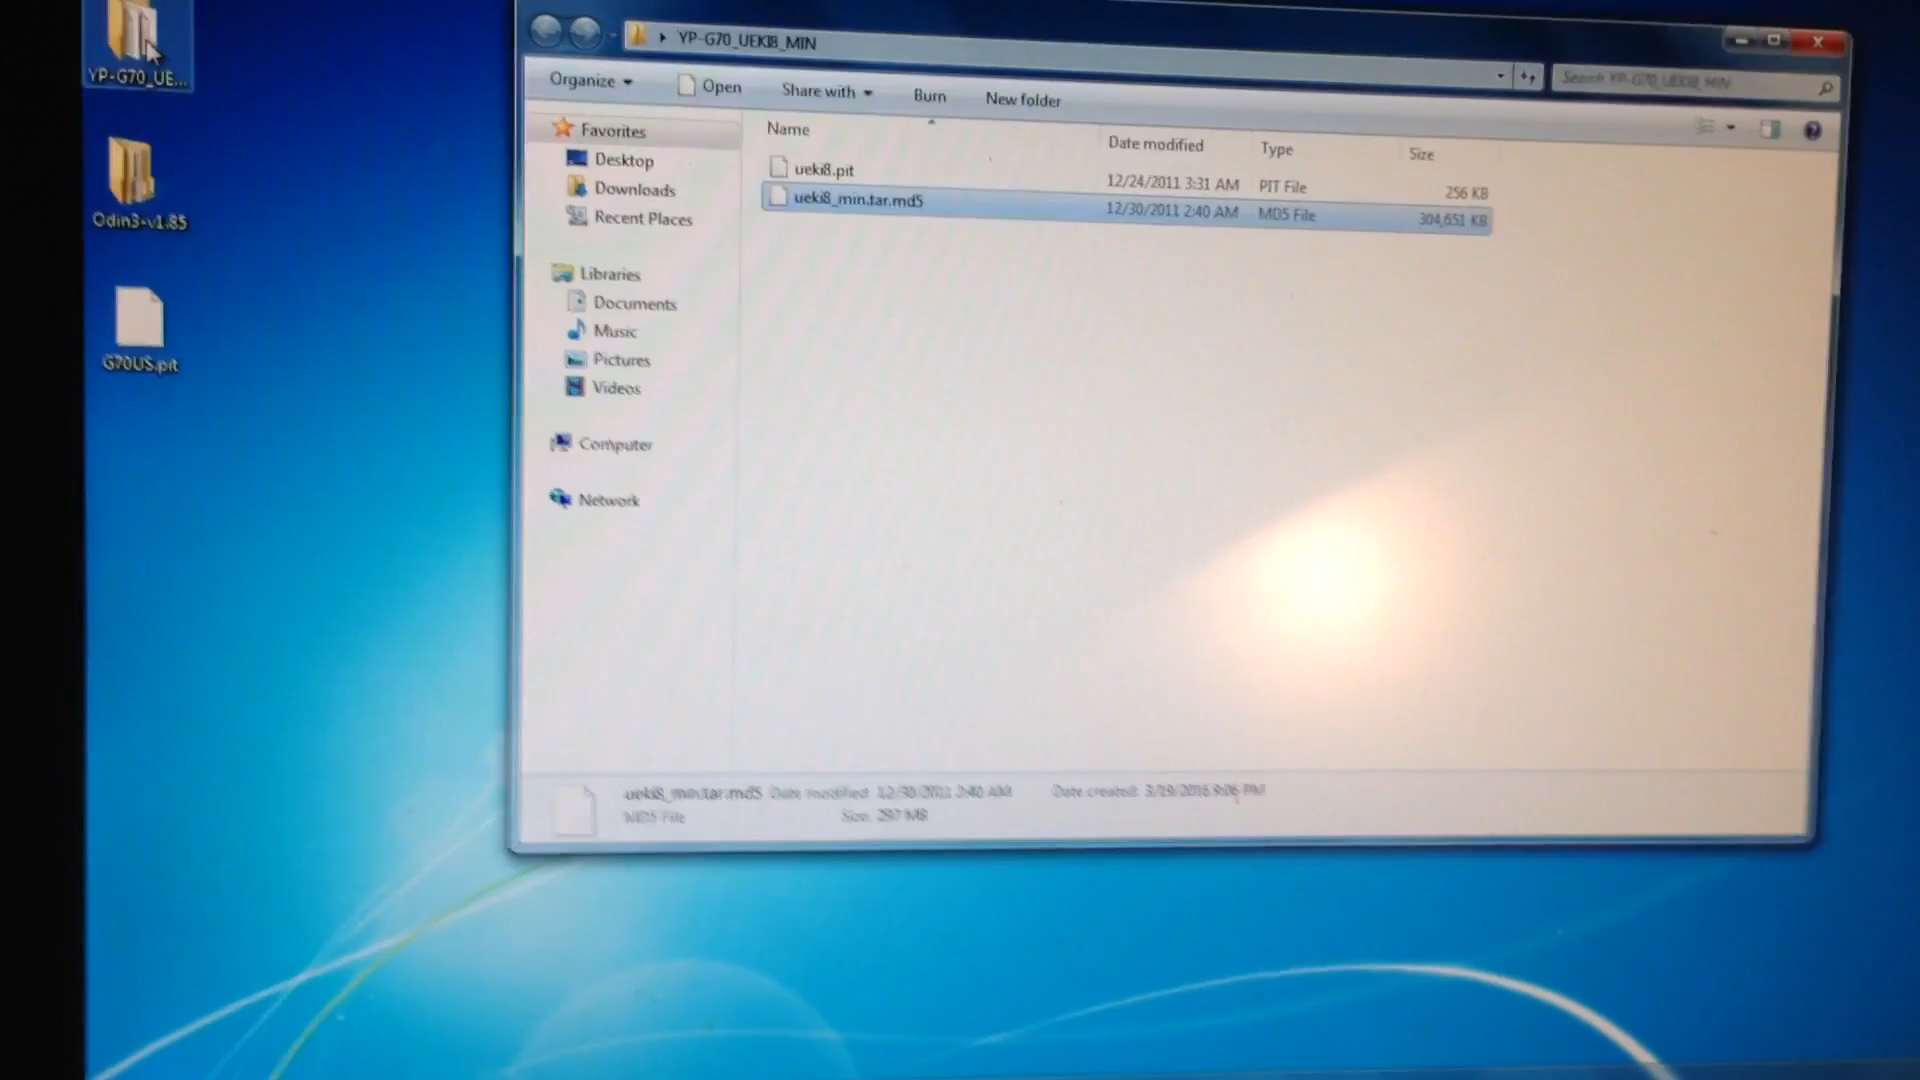 YP-G70_UE...
Odin3-v1.85
G70US.pit
YP-G70_UEKI8_MIN
Search YP-G70_UEKI8_MIN
Organize
Open
Share with
Burn
New folder
Favorites
Desktop
Downloads
Recent Places
Libraries
Documents
Music
Pictures
Videos
Computer
Network
Name Date modified Type Size
ueki8.pit 12/24/2011 3:31 AM PIT File 256 KB
ueki8_min.tar.md5 12/30/2011 2:40 AM MD5 File 304,651 KB
ueki8_min.tar.md5 Date modified: 12/30/2011 2:40 AM Date created: 3/19/2016 9:06 PM
MD5 File Size: 297 MB